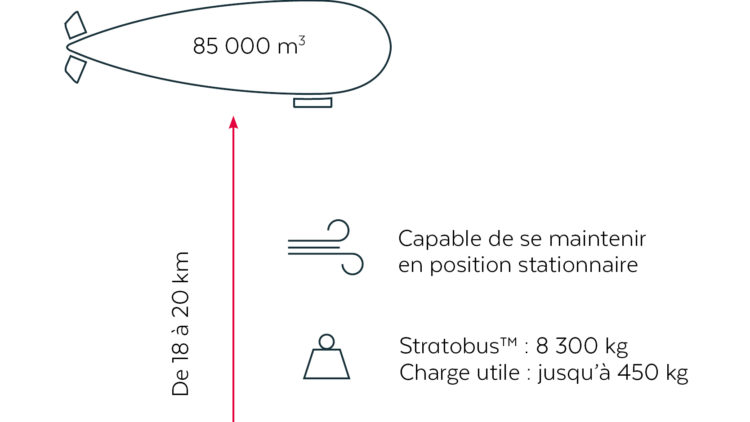 85 000 m³
De 18 à 20 km
Capable de se maintenir
en position stationnaire
Stratobus™ : 8 300 kg
Charge utile : jusqu’à 450 kg